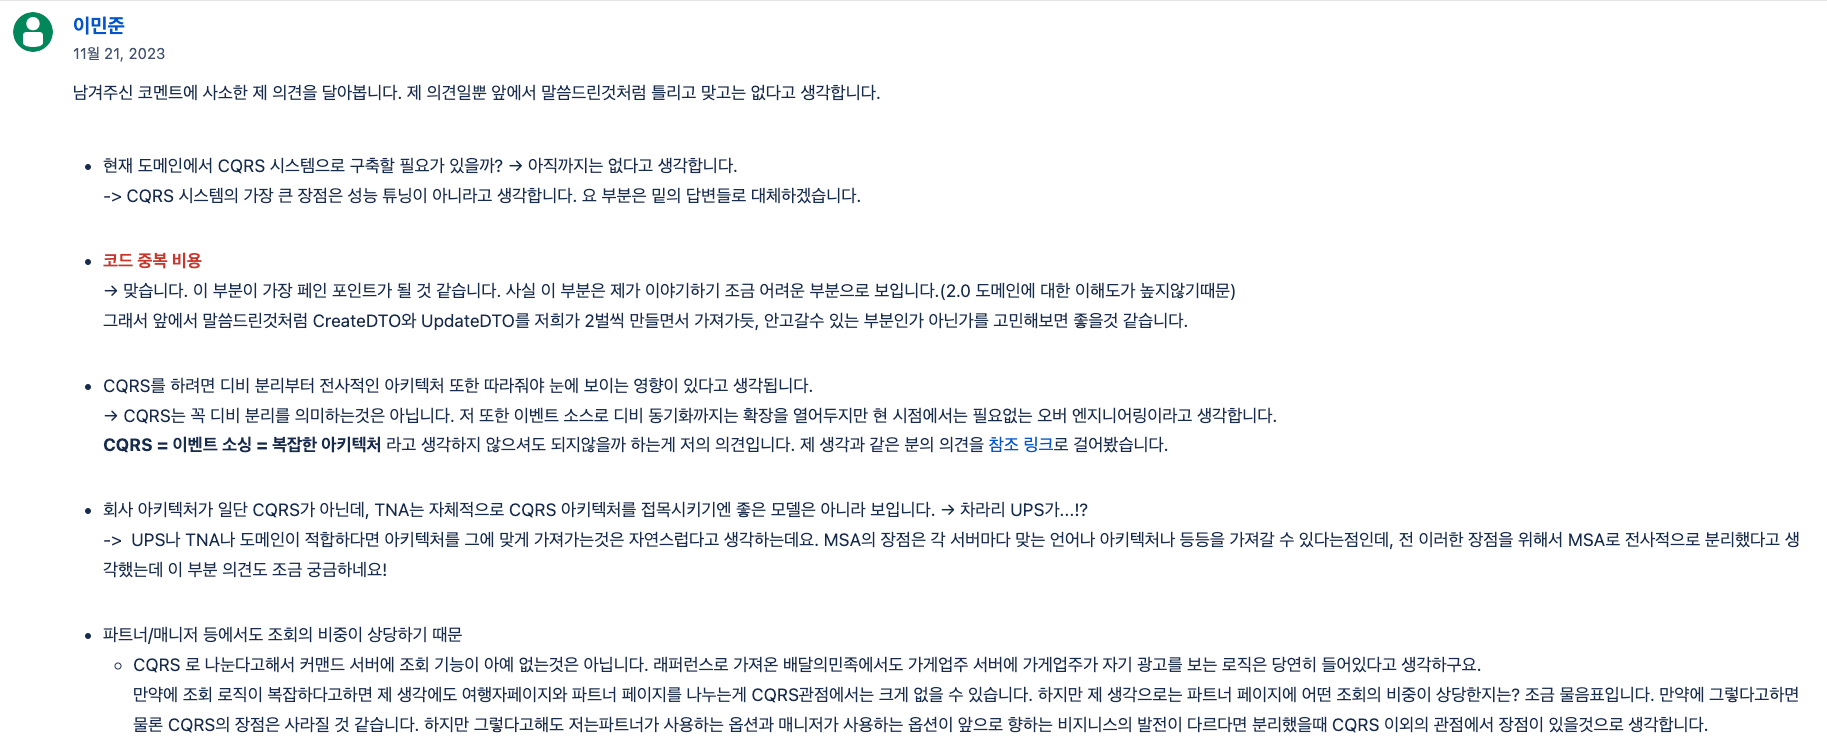 이민준
11월 21, 2023
남겨주신 코멘트에 사소한 제 의견을 달아봅니다. 제 의견일뿐 앞에서 말씀드린것처럼 틀리고 맞고는 없다고 생각합니다.
• 현재 도메인에서 CQRS 시스템으로 구축할 필요가 있을까? → 아직까지는 없다고 생각합니다.
-> CQRS 시스템의 가장 큰 장점은 성능 튜닝이 아니라고 생각합니다. 요 부분은 밑의 답변들로 대체하겠습니다.
• 코드 중복 비용
→ 맞습니다. 이 부분이 가장 페인 포인트가 될 것 같습니다. 사실 이 부분은 제가 이야기하기 조금 어려운 부분으로 보입니다.(2.0 도메인에 대한 이해도가 높지않기때문)
그래서 앞에서 말씀드린것처럼 CreateDTO와 UpdateDTO를 저희가 2벌씩 만들면서 가져가듯, 안고갈수 있는 부분인가 아닌가를 고민해보면 좋을것 같습니다.
• CQRS를 하려면 디비 분리부터 전사적인 아키텍처 또한 따라줘야 눈에 보이는 영향이 있다고 생각됩니다.
→ CQRS는 꼭 디비 분리를 의미하는것은 아닙니다. 저 또한 이벤트 소스로 디비 동기화까지는 확장을 열어두지만 현 시점에서는 필요없는 오버 엔지니어링이라고 생각합니다.
CQRS = 이벤트 소싱 = 복잡한 아키텍처 라고 생각하지 않으셔도 되지않을까 하는게 저의 의견입니다. 제 생각과 같은 분의 의견을 참조 링크로 걸어봤습니다.
• 회사 아키텍처가 일단 CQRS가 아닌데, TNA는 자체적으로 CQRS 아키텍처를 접목시키기엔 좋은 모델은 아니라 보입니다. → 차라리 UPS가...!?
-> UPS나 TNA나 도메인이 적합하다면 아키텍처를 그에 맞게 가져가는것은 자연스럽다고 생각하는데요. MSA의 장점은 각 서버마다 맞는 언어나 아키텍처나 등등을 가져갈 수 있다는점인데, 전 이러한 장점을 위해서 MSA로 전사적으로 분리했다고 생
각했는데 이 부분 의견도 조금 궁금하네요!
• 파트너/매니저 등에서도 조회의 비중이 상당하기 때문
◦ CQRS 로 나눈다고해서 커맨드 서버에 조회 기능이 아예 없는것은 아닙니다. 래퍼런스로 가져온 배달의민족에서도 가게업주 서버에 가게업주가 자기 광고를 보는 로직은 당연히 들어있다고 생각하구요.
만약에 조회 로직이 복잡하다고하면 제 생각에도 여행자페이지와 파트너 페이지를 나누는게 CQRS관점에서는 크게 없을 수 있습니다. 하지만 제 생각으로는 파트너 페이지에 어떤 조회의 비중이 상당한지는? 조금 물음표입니다. 만약에 그렇다고하면
물론 CQRS의 장점은 사라질 것 같습니다. 하지만 그렇다고해도 저는파트너가 사용하는 옵션과 매니저가 사용하는 옵션이 앞으로 향하는 비지니스의 발전이 다르다면 분리했을때 CQRS 이외의 관점에서 장점이 있을것으로 생각합니다.